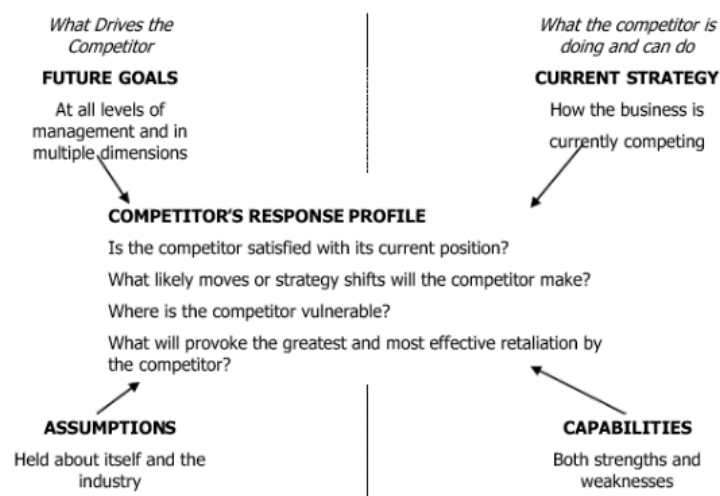 What Drives the
Competitor
FUTURE GOALS
At all levels of
management and in
multiple dimensions
What the competitor is
doing and can do
CURRENT STRATEGY
How the business is
currently competing
COMPETITOR'S RESPONSE PROFILE
Is the competitor satisfied with its current position?
What likely moves or strategy shifts will the competitor make?
Where is the competitor vulnerable?
What will provoke the greatest and most effective retaliation by
the competitor?
ASSUMPTIONS
Held about itself and the
industry
CAPABILITIES
Both strengths and
weaknesses